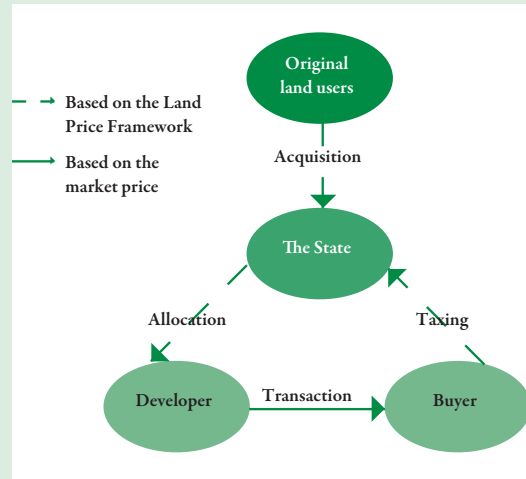 Original
land users
Based on the Land
Price Framework
Acquisition
Based on the
market price
The State
Allocation
Taxing
Developer
Transaction
Buyer